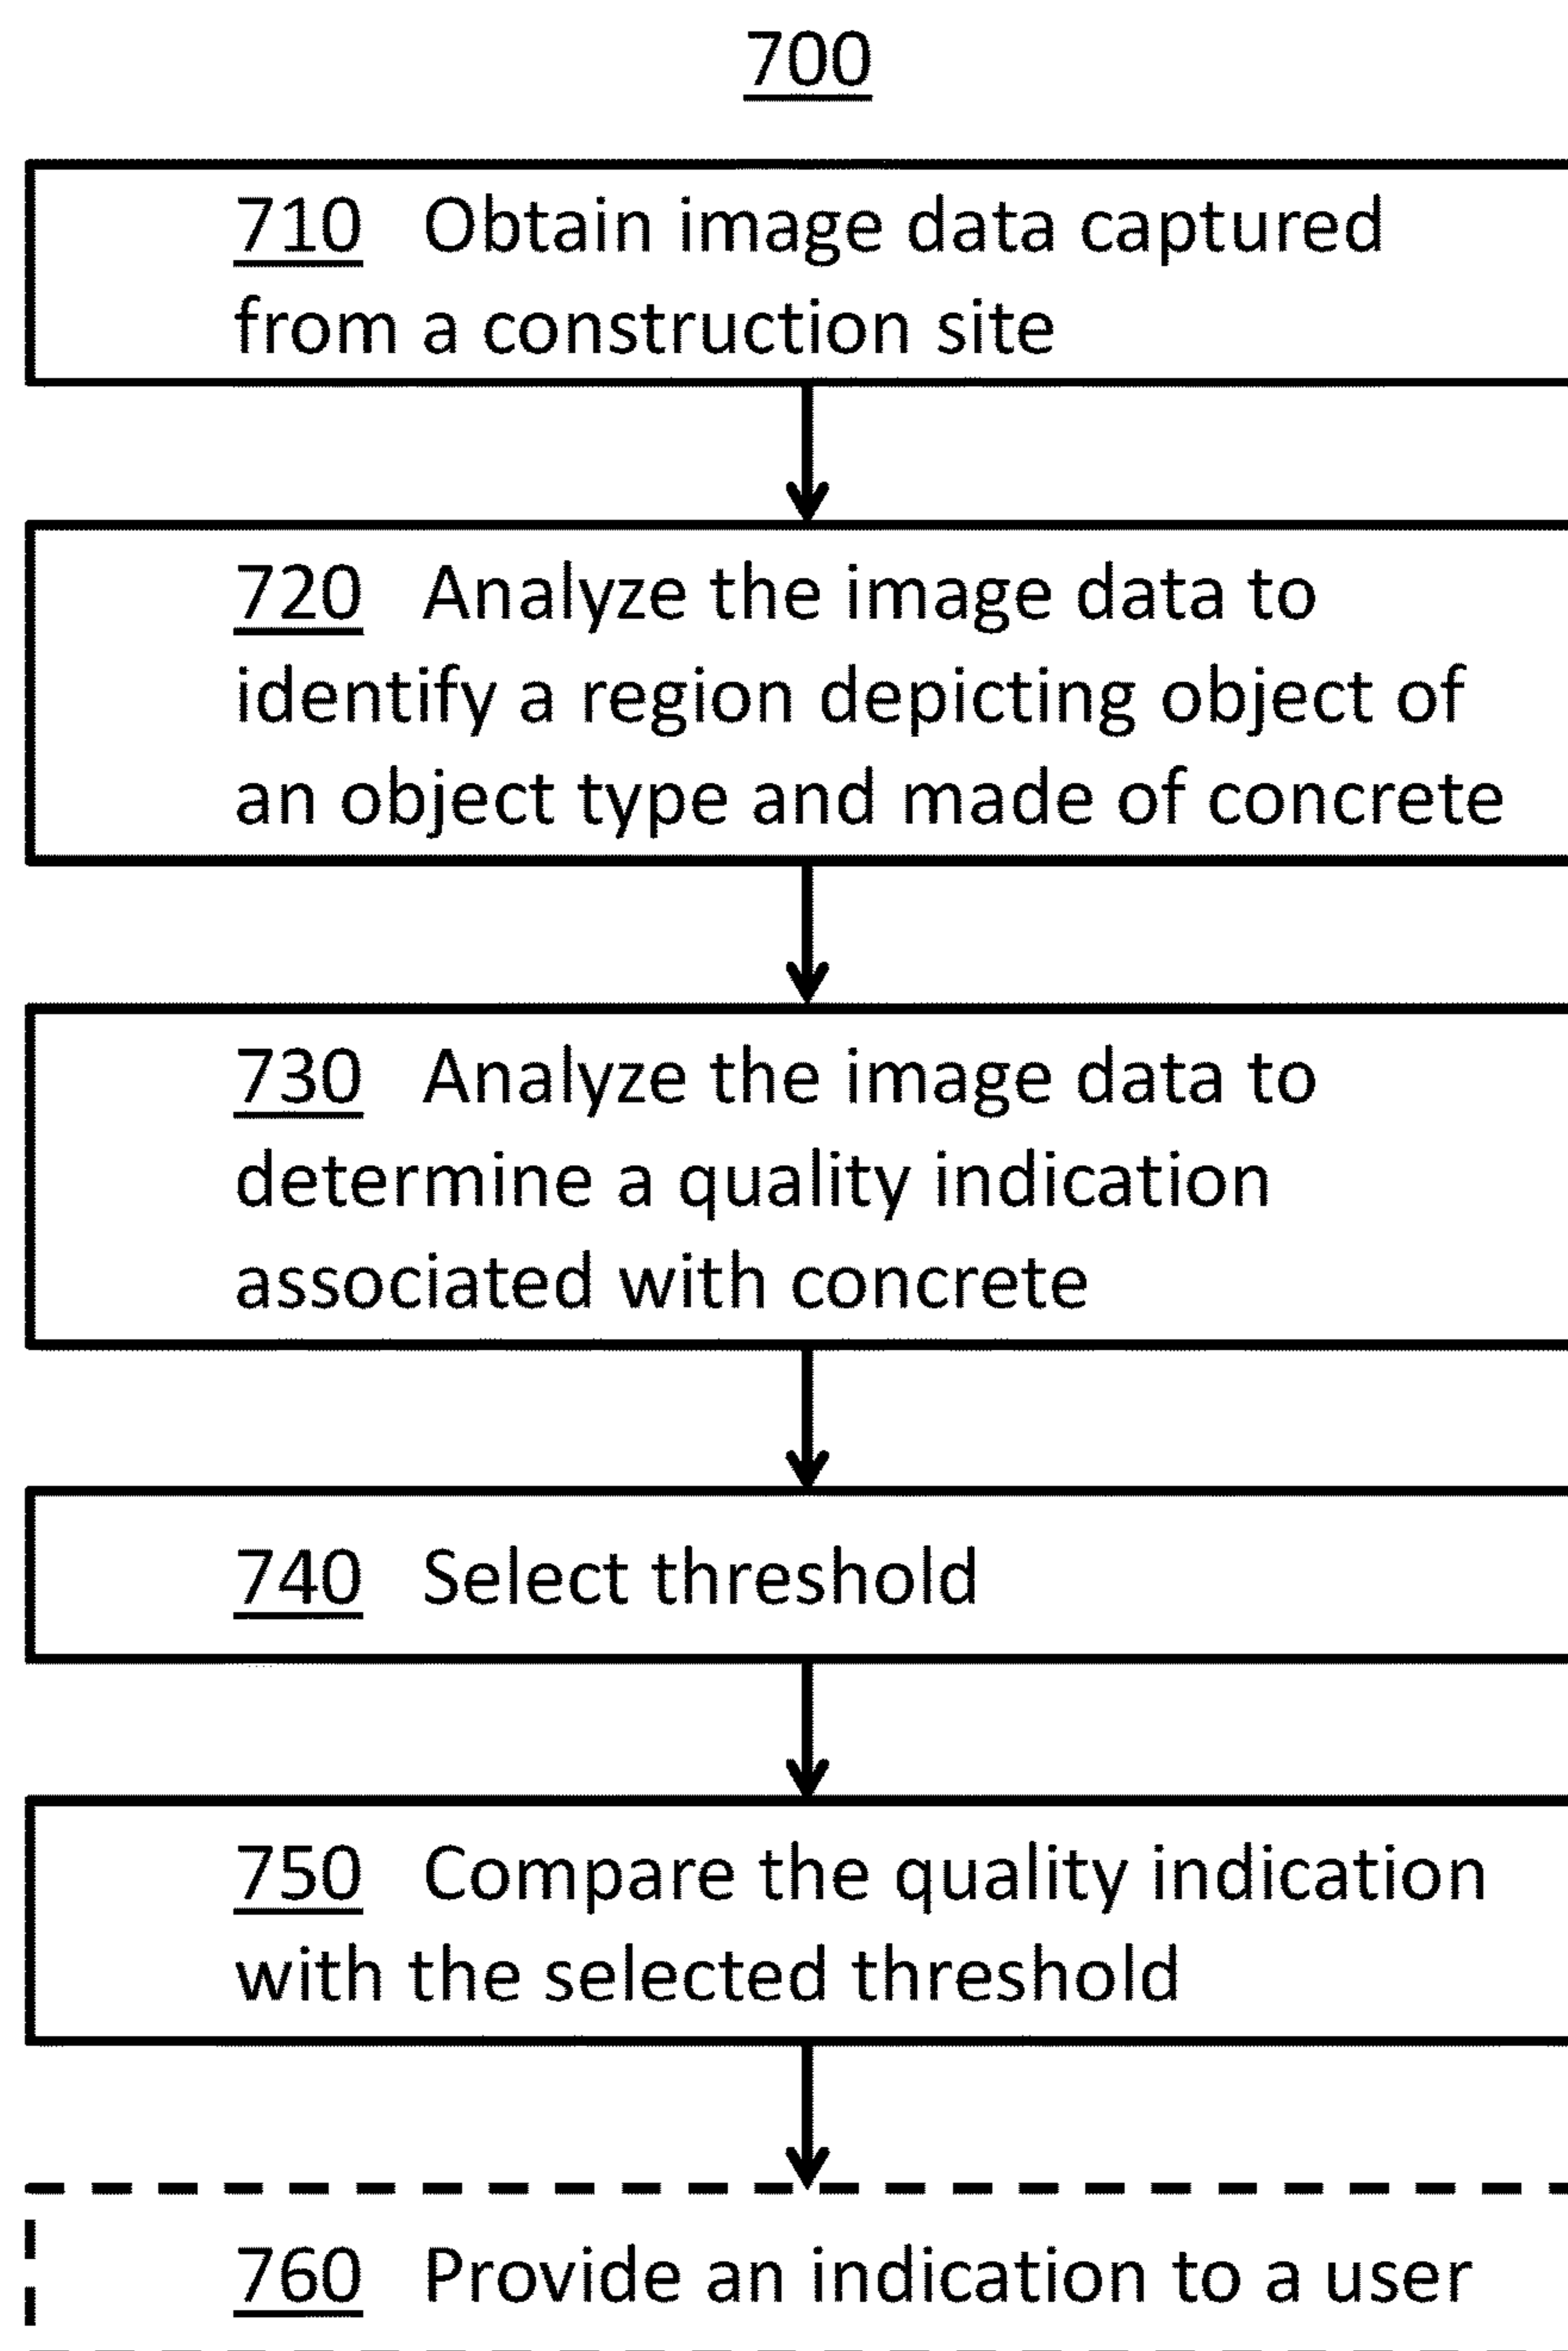 700
710 Obtain image data captured
from a construction site
720 Analyze the image data to
identify a region depicting object of
an object type and made of concrete
730 Analyze the image data to
determine a quality indication
associated with concrete
740 Select threshold
750 Compare the quality indication
with the selected threshold
760 Provide an indication to a user